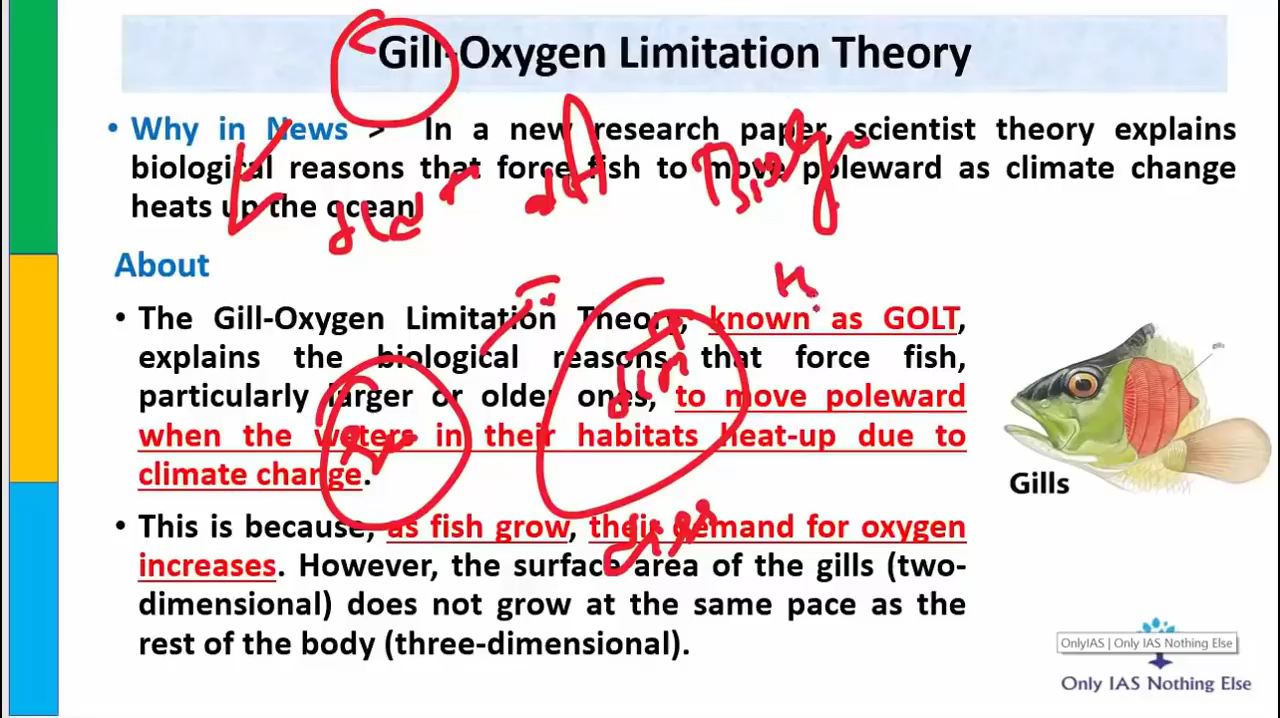 Gill-Oxygen Limitation Theory
• Why in News > In a new research paper, scientist theory explains
biological reasons that force fish to move poleward as climate change
heats up the ocean
About
• The Gill-Oxygen Limitation Theory, known as GOLT,
explains the biological reasons that force fish,
particularly larger or older ones, to move poleward
when the waters in their habitats heat-up due to
climate change.
• This is because, as fish grow, their demand for oxygen
increases. However, the surface area of the gills (two-
dimensional) does not grow at the same pace as the
rest of the body (three-dimensional).
Gills
OnlyIAS | Only IAS Nothing Else
Only IAS Nothing Else